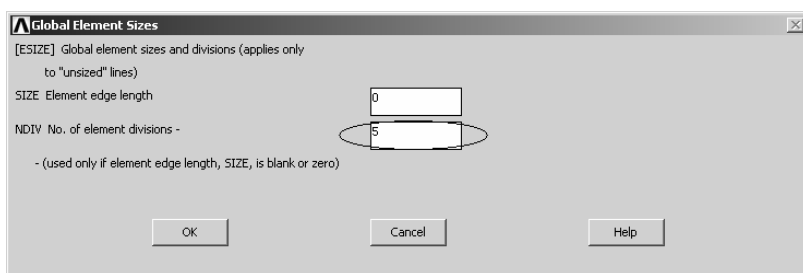 Global Element Sizes
[ESIZE] Global element sizes and divisions (applies only
to "unsized" lines)
SIZE Element edge length 0
NDIV No. of element divisions - 5
- (used only if element edge length, SIZE, is blank or zero)
OK Cancel Help